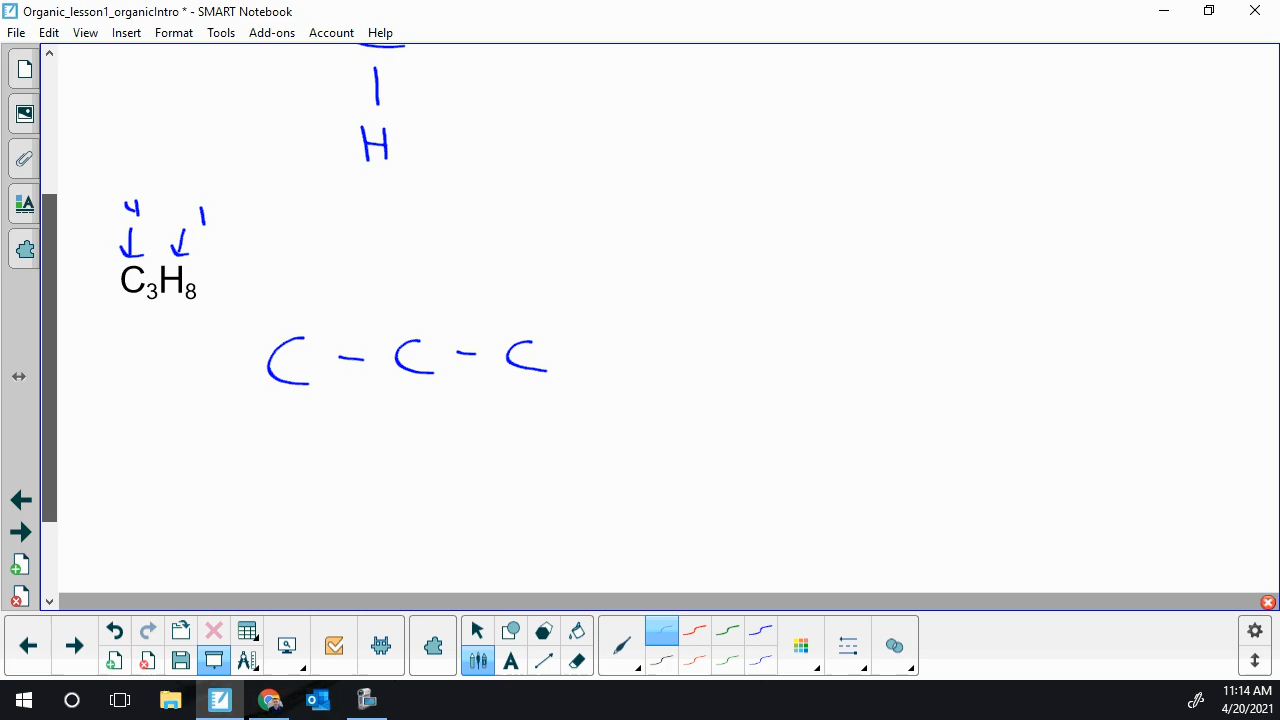 Organic_lesson1_organicIntro * - SMART Notebook
File Edit View Insert Format Tools Add-ons Account Help
H
4 1
C₃H₈
C - C - C
11:14 AM
4/20/2021